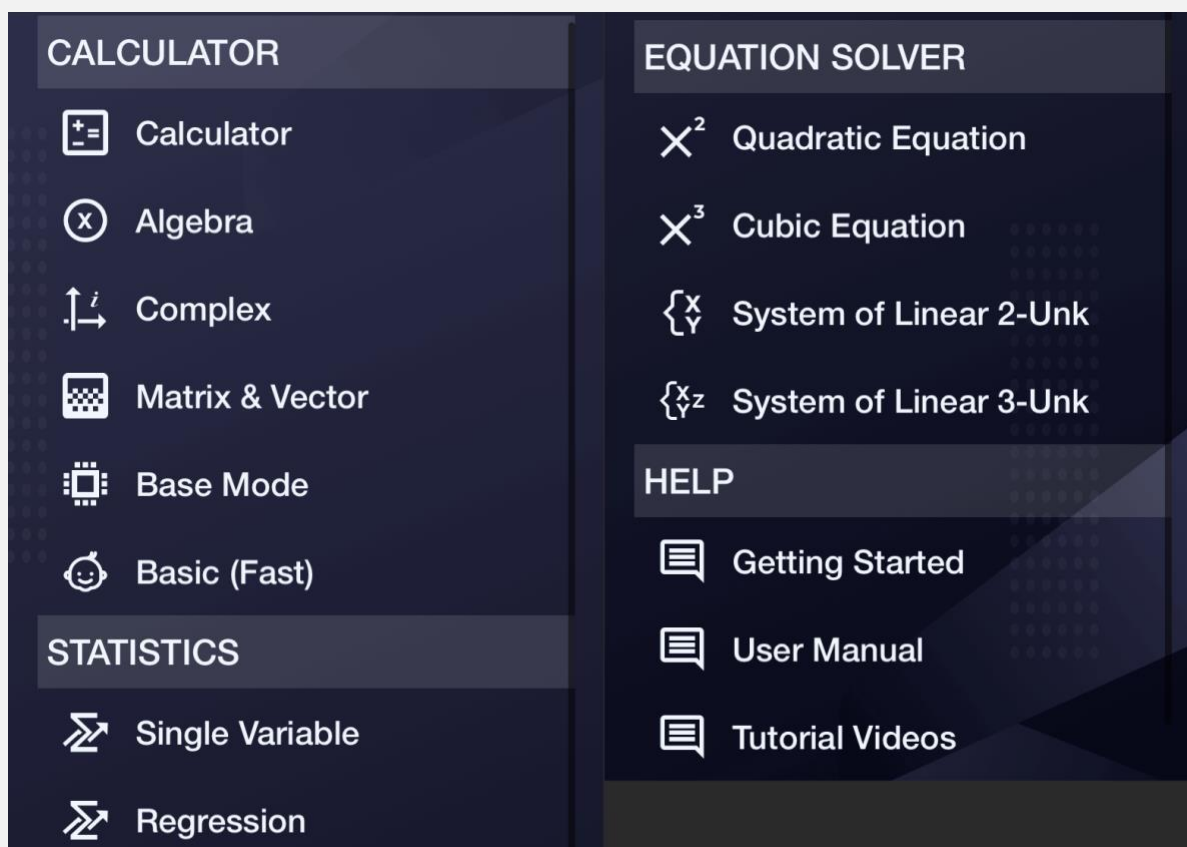 CALCULATOR
Calculator
Algebra
Complex
Matrix & Vector
Base Mode
Basic (Fast)
STATISTICS
Single Variable
Regression
EQUATION SOLVER
Quadratic Equation
Cubic Equation
System of Linear 2-Unk
System of Linear 3-Unk
HELP
Getting Started
User Manual
Tutorial Videos